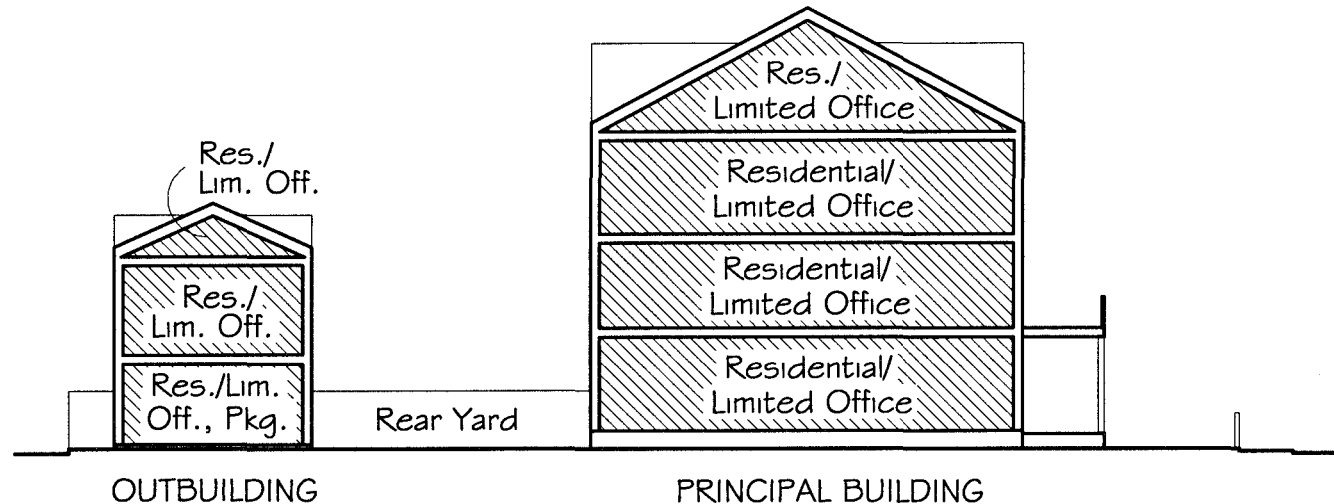 Res./
Limited Office
Res./
Lim. Off.
Residential/
Limited Office
Residential/
Limited Office
Res./
Lim. Off.
Residential/
Limited Office
Res./Lim.
Off., Pkg.
Rear Yard
OUTBUILDING
PRINCIPAL BUILDING